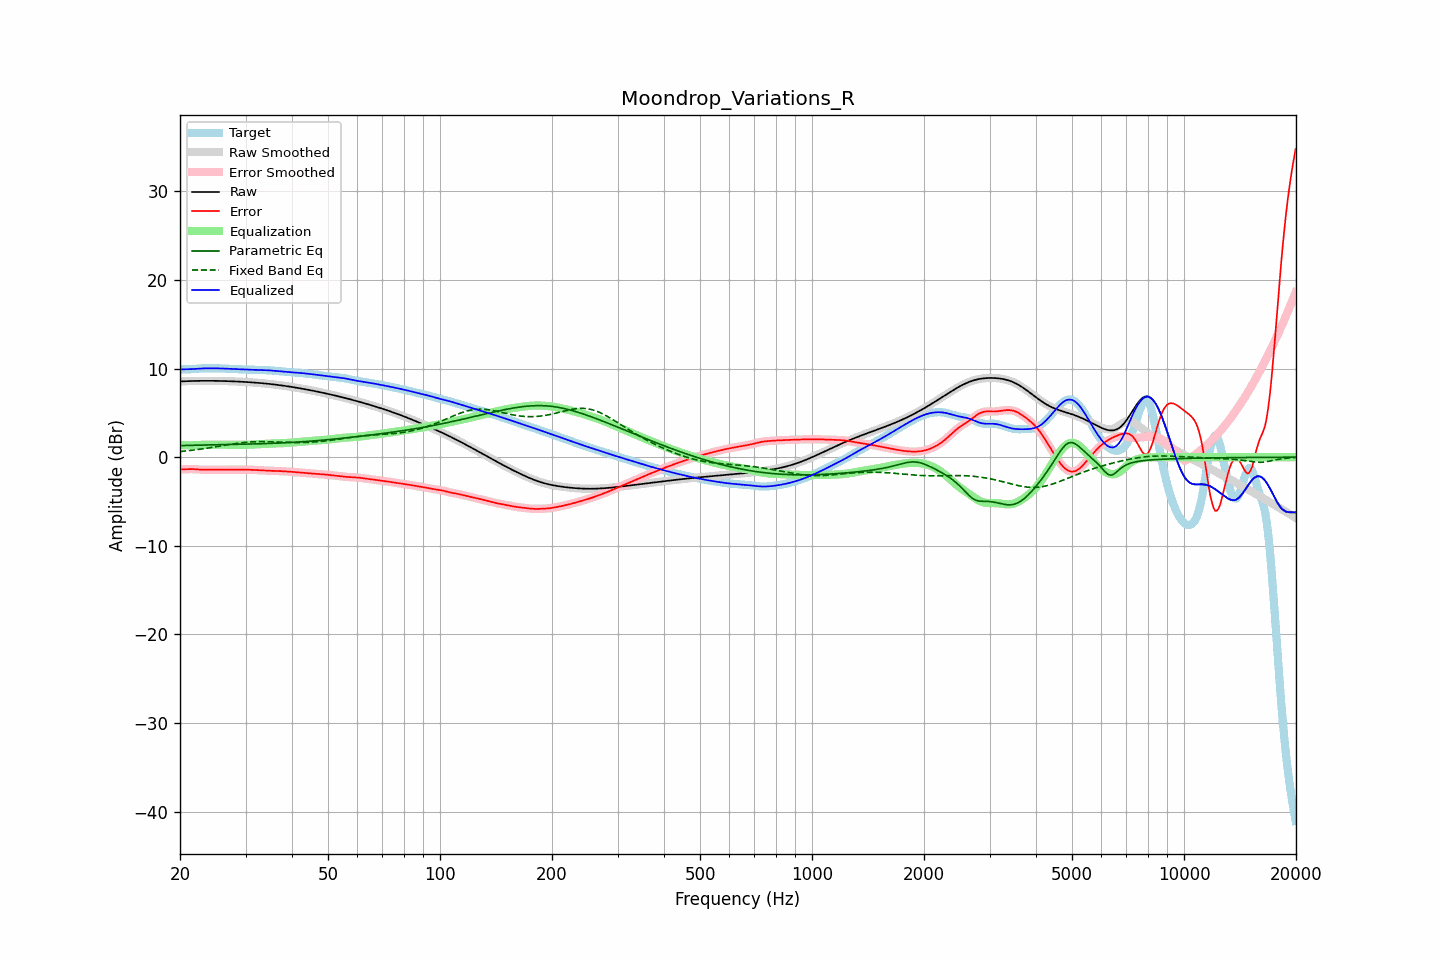 Moondrop_Variations_R
Target
Raw Smoothed
Error Smoothed
Raw
Error
Equalization
Parametric Eq
Fixed Band Eq
Equalized
30
20
10
0
−10
−20
−30
−40
Amplitude (dBr)
20 50 100 200 500 1000 2000 5000 10000 20000
Frequency (Hz)